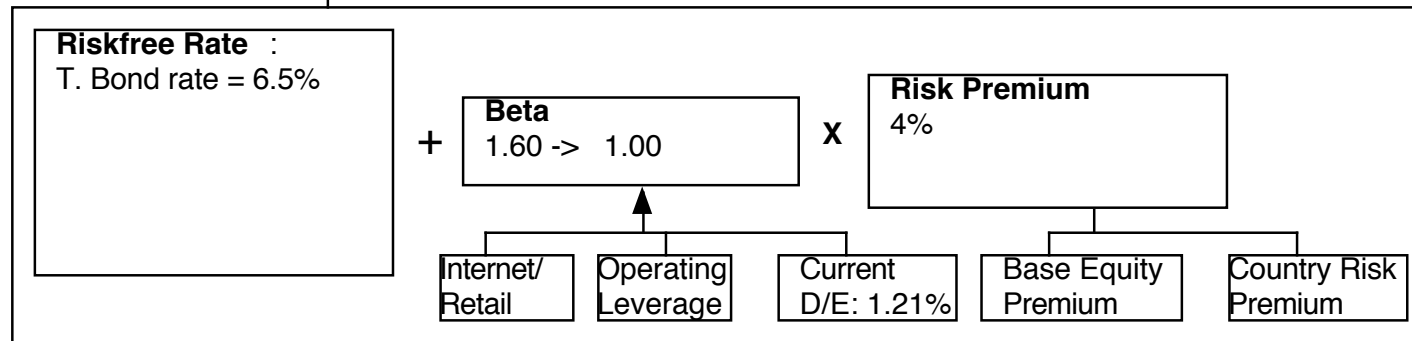 Riskfree Rate :
T. Bond rate = 6.5%
+
Beta
1.60 -> 1.00
X
Risk Premium
4%
Internet/
Retail
Operating
Leverage
Current
D/E: 1.21%
Base Equity
Premium
Country Risk
Premium